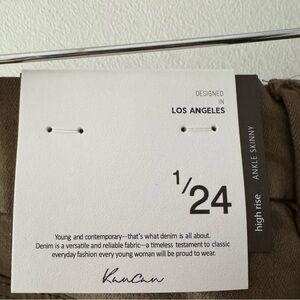 DESIGNED
IN
LOS ANGELES
1/24
high rise
ANKLE SKINNY
Young and contemporary—that's what denim is all about.
Denim is a versatile and reliable fabric—a timeless testament to classic
everyday fashion every young woman will be proud to wear.
KanCan